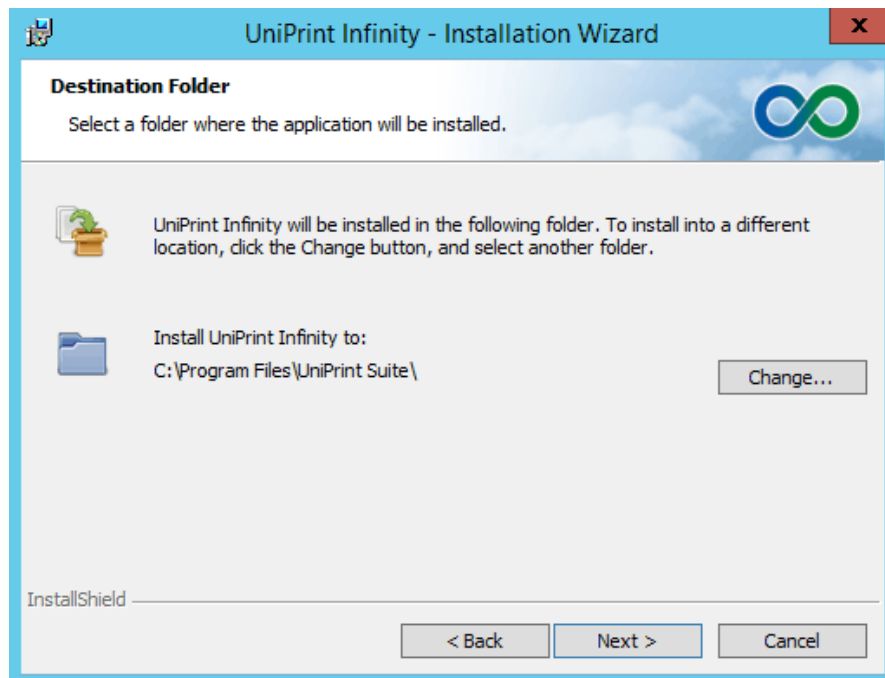 UniPrint Infinity - Installation Wizard
x
Destination Folder
Select a folder where the application will be installed.
UniPrint Infinity will be installed in the following folder. To install into a different
location, click the Change button, and select another folder.
Install UniPrint Infinity to:
C:\Program Files\UniPrint Suite\
Change...
InstallShield
< Back
Next >
Cancel